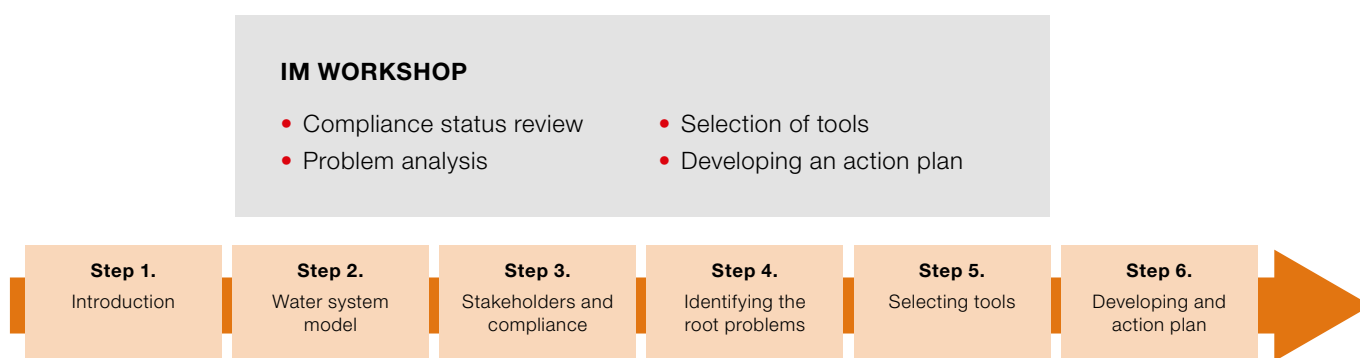 IM WORKSHOP
• Compliance status review
• Problem analysis
• Selection of tools
• Developing an action plan
Step 1.
Introduction
Step 2.
Water system
model
Step 3.
Stakeholders and
compliance
Step 4.
Identifying the
root problems
Step 5.
Selecting tools
Step 6.
Developing and
action plan